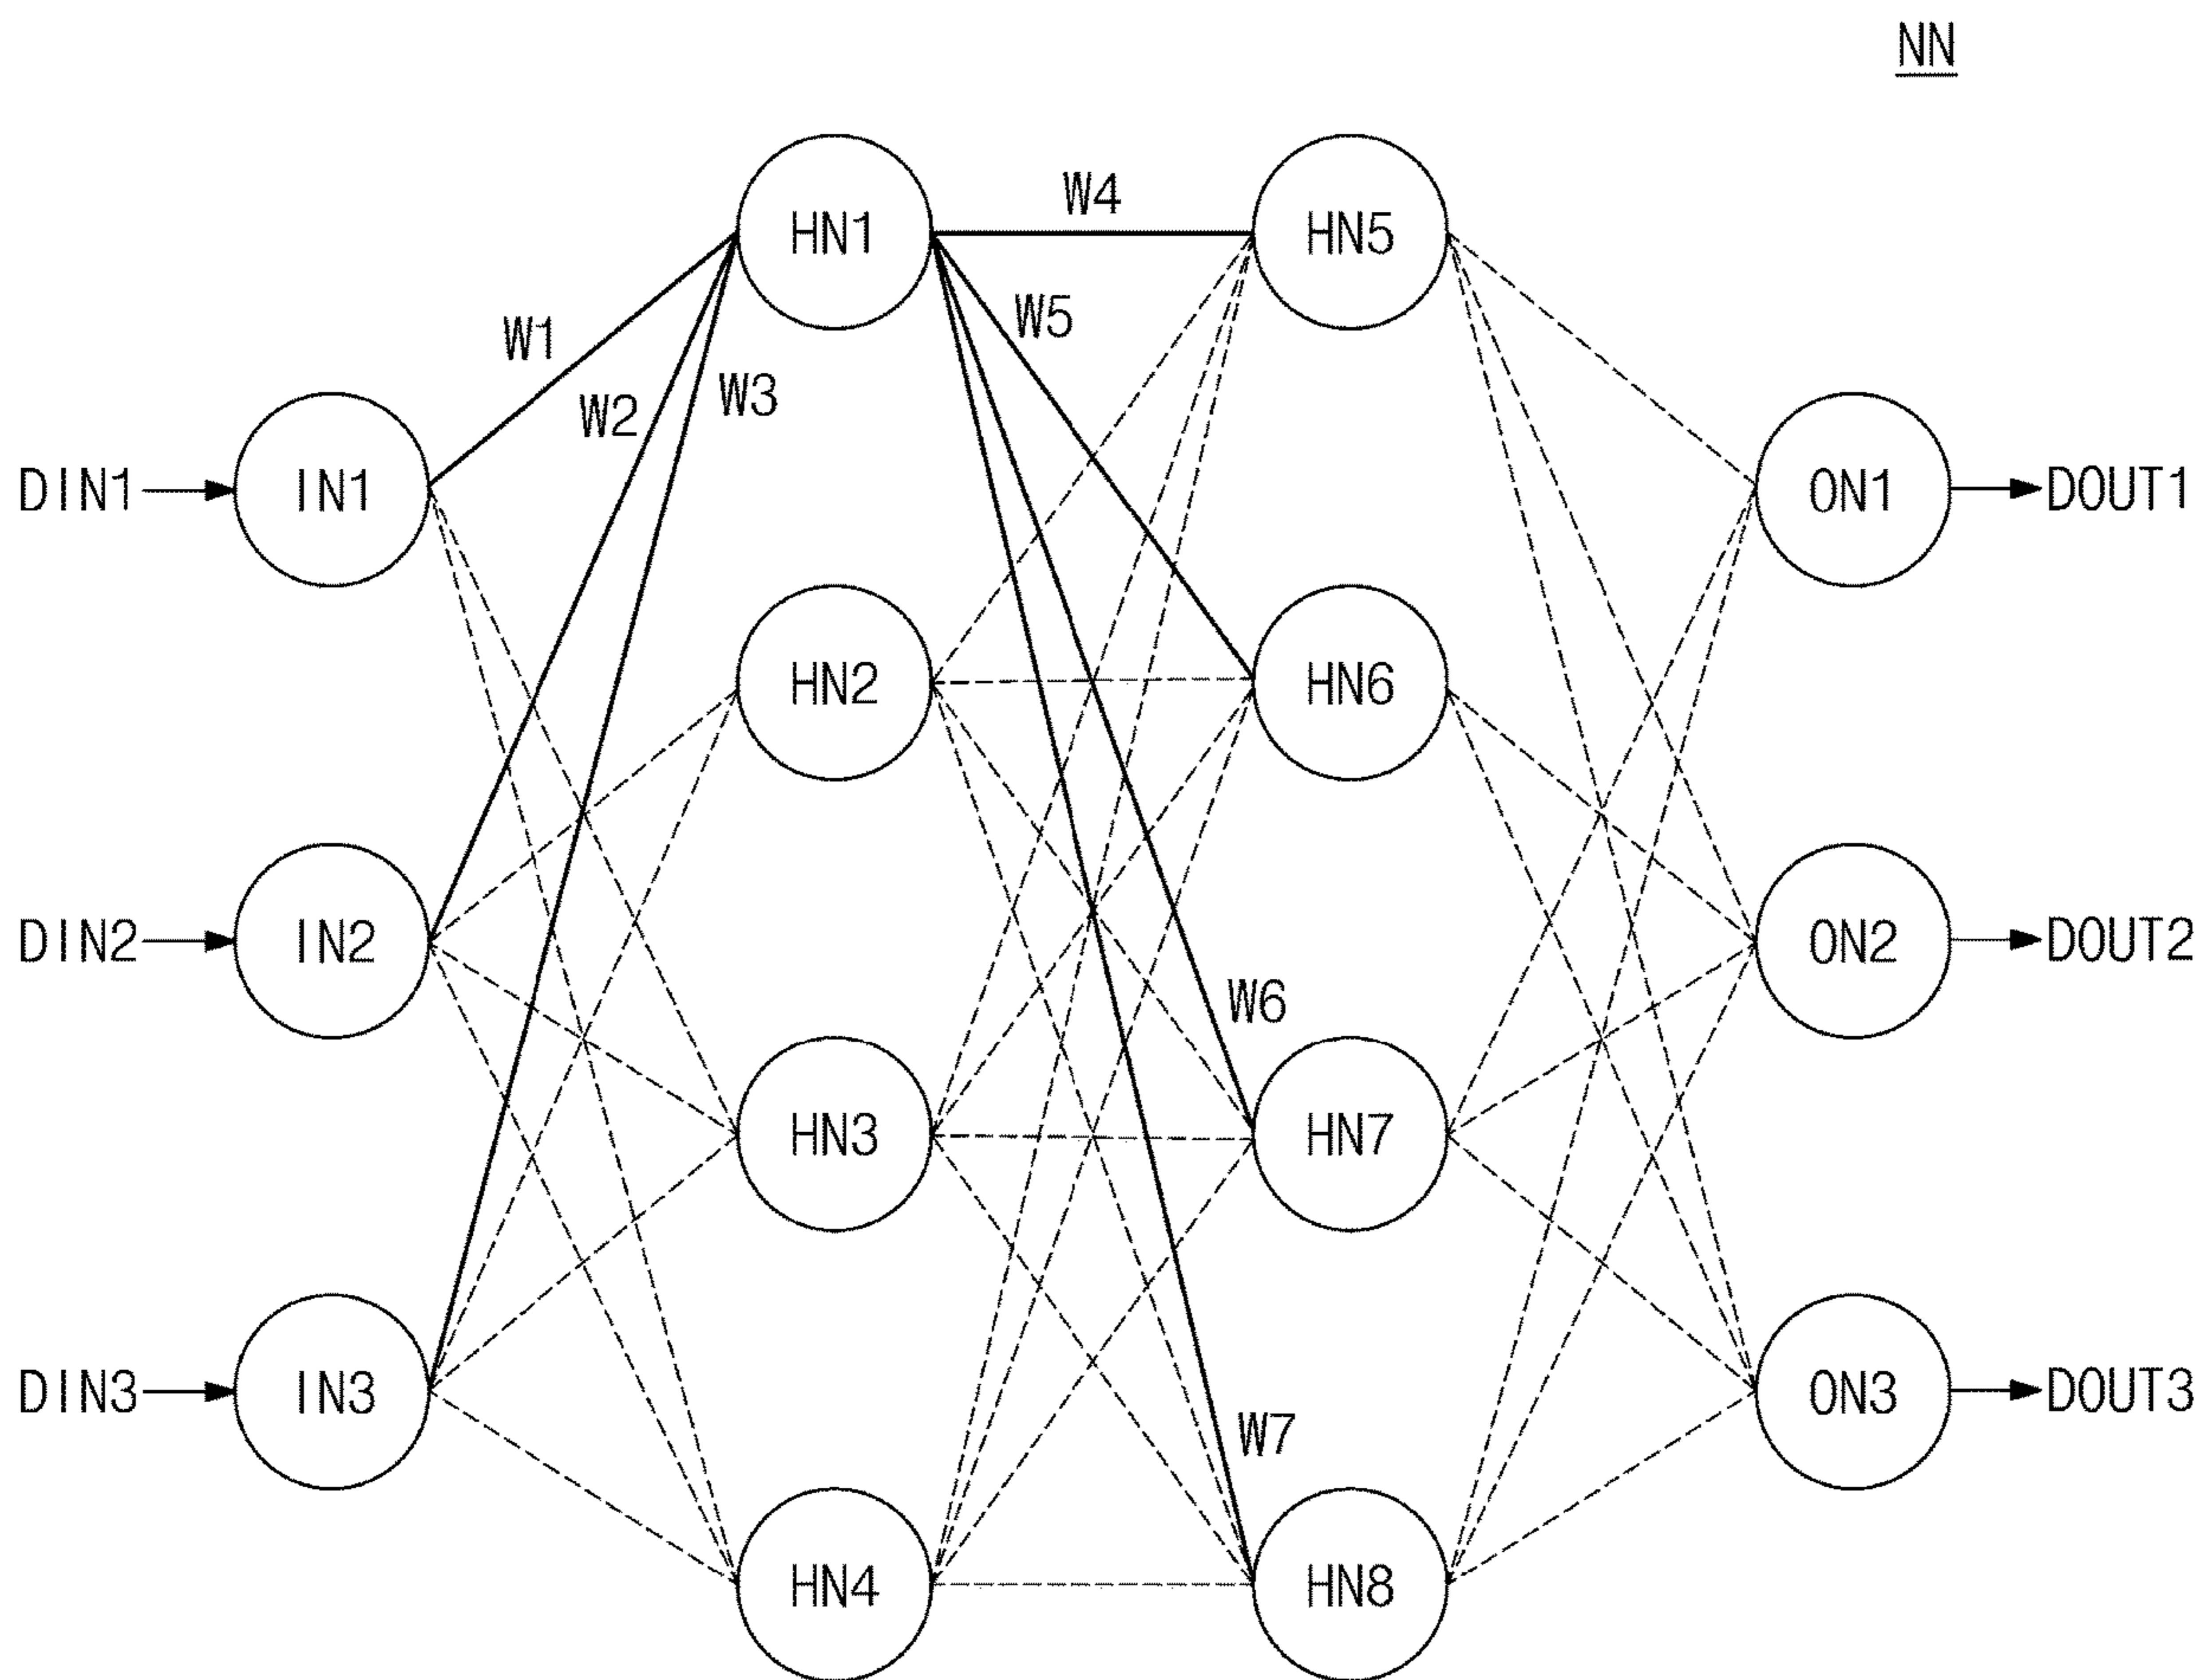 NN
W4
HN1
HN5
W5
W1
W3
W2
DIN1
IN1
ON1
DOUT1
HN2
HN6
DIN2
IN2
ON2
DOUT2
W6
HN3
HN7
DIN3
IN3
ON3
DOUT3
W7
HN4
HN8